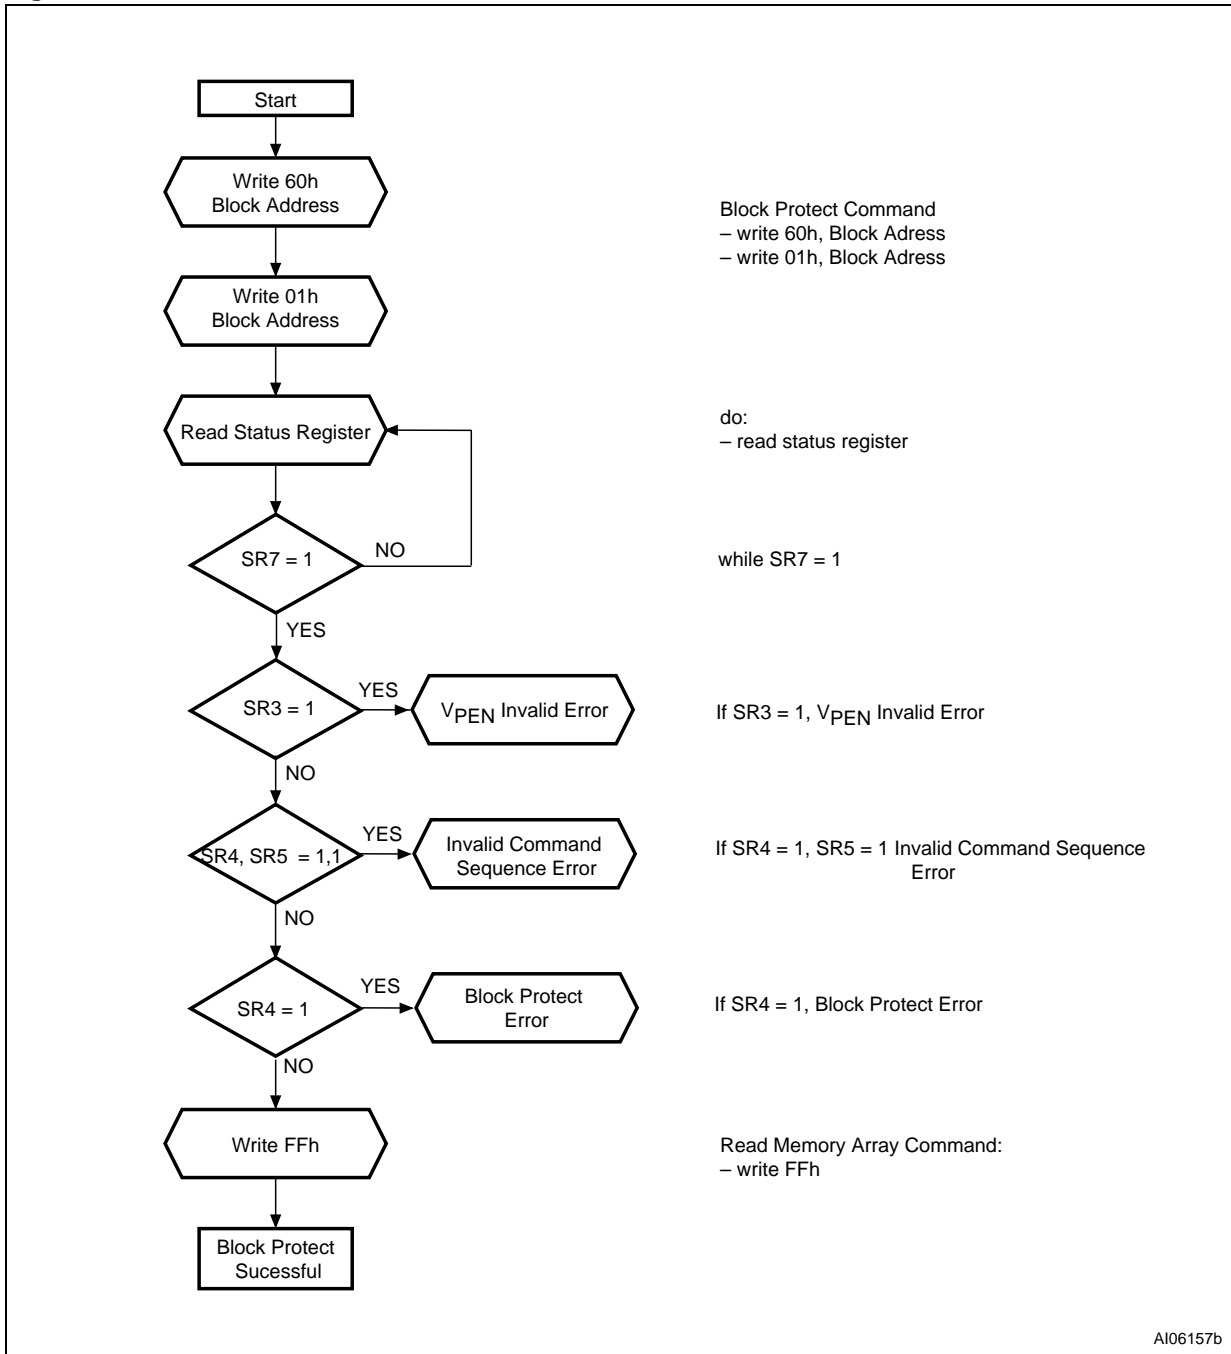 Start
Write 60h
Block Address
Block Protect Command
– write 60h, Block Adress
– write 01h, Block Adress
Write 01h
Block Address
Read Status Register
do:
– read status register
SR7 = 1
NO
while SR7 = 1
YES
SR3 = 1
YES
VPEN Invalid Error
If SR3 = 1, VPEN Invalid Error
NO
SR4, SR5 = 1,1
YES
Invalid Command
Sequence Error
If SR4 = 1, SR5 = 1 Invalid Command Sequence
Error
NO
SR4 = 1
YES
Block Protect
Error
If SR4 = 1, Block Protect Error
NO
Write FFh
Read Memory Array Command:
– write FFh
Block Protect
Sucessful
AI06157b